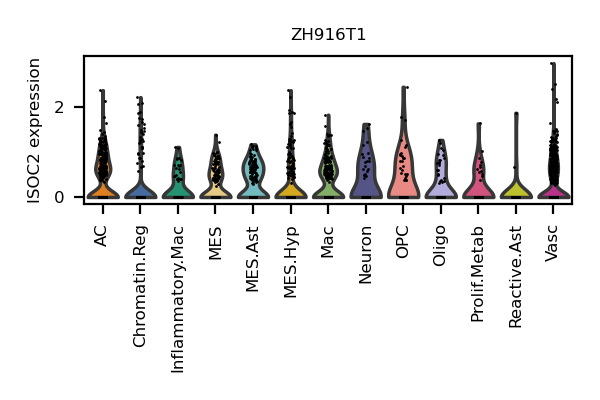 ZH916T1
ISOC2 expression
2
0
AC
Chromatin.Reg
Inflammatory.Mac
MES
MES.Ast
MES.Hyp
Mac
Neuron
OPC
Oligo
Prolif.Metab
Reactive.Ast
Vasc